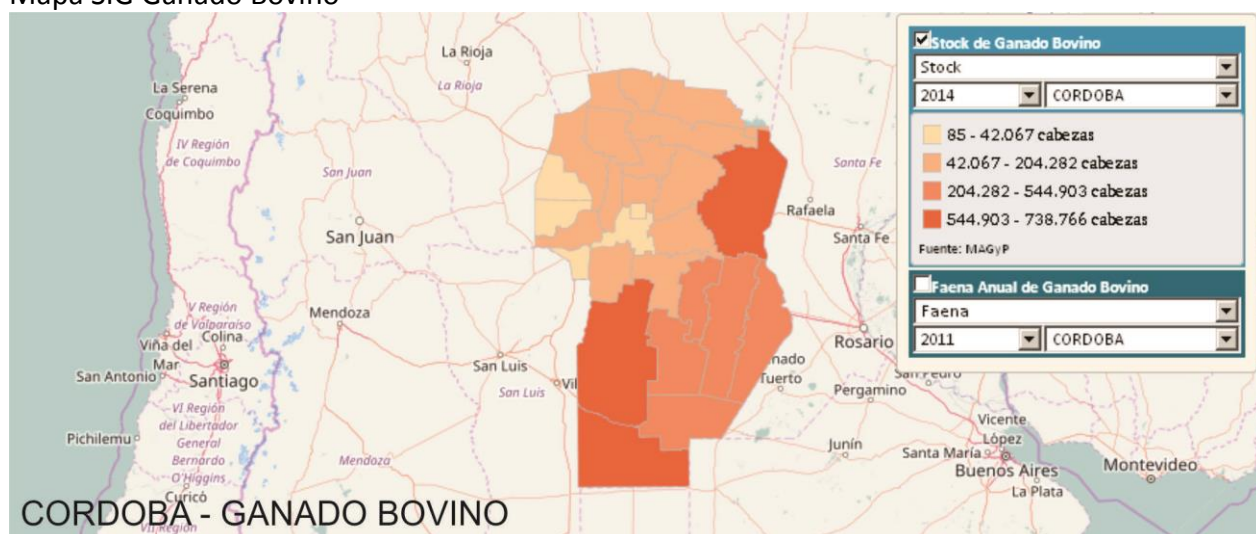 Mapa SIG Ganado Bovino
La Rioja
La Rioja
La Serena
Coquimbo
IV Región
de Coquimbo
San Juan
San Juan
Santa Fe
Rafaela
Santa Fe
Mendoza
V Región
de Valparaíso
Viña del
Mar
Colina
San Antonio
Santiago
San Luis
San Luis
Vil
Rosario
nado
Tuerto
Pergamino
VI Región
del Libertador
General
Bernardo
O'Higgins
Pichilemu
Curicó
VII Región
Mendoza
Junín
Vicente
López
Santa María
Buenos Aires
La Plata
Montevideo
Stock de Ganado Bovino
Stock
2014 CORDOBA
85 - 42.067 cabezas
42.067 - 204.282 cabezas
204.282 - 544.903 cabezas
544.903 - 738.766 cabezas
Fuente: MAGyP
Faena Anual de Ganado Bovino
Faena
2011 CORDOBA
CORDOBA - GANADO BOVINO